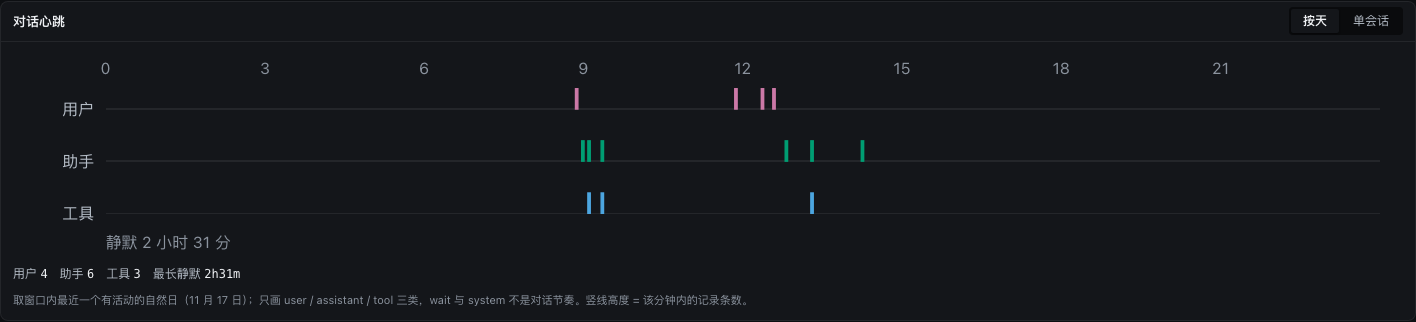 对话心跳
按天 单会话
0 3 6 9 12 15 18 21
用户
助手
工具
静默 2 小时 31 分
用户 4 助手 6 工具 3 最长静默 2h31m
取窗口内最近一个有活动的自然日（11 月 17 日）；只画 user / assistant / tool 三类，wait 与 system 不是对话节奏。竖线高度 = 该分钟内的记录条数。